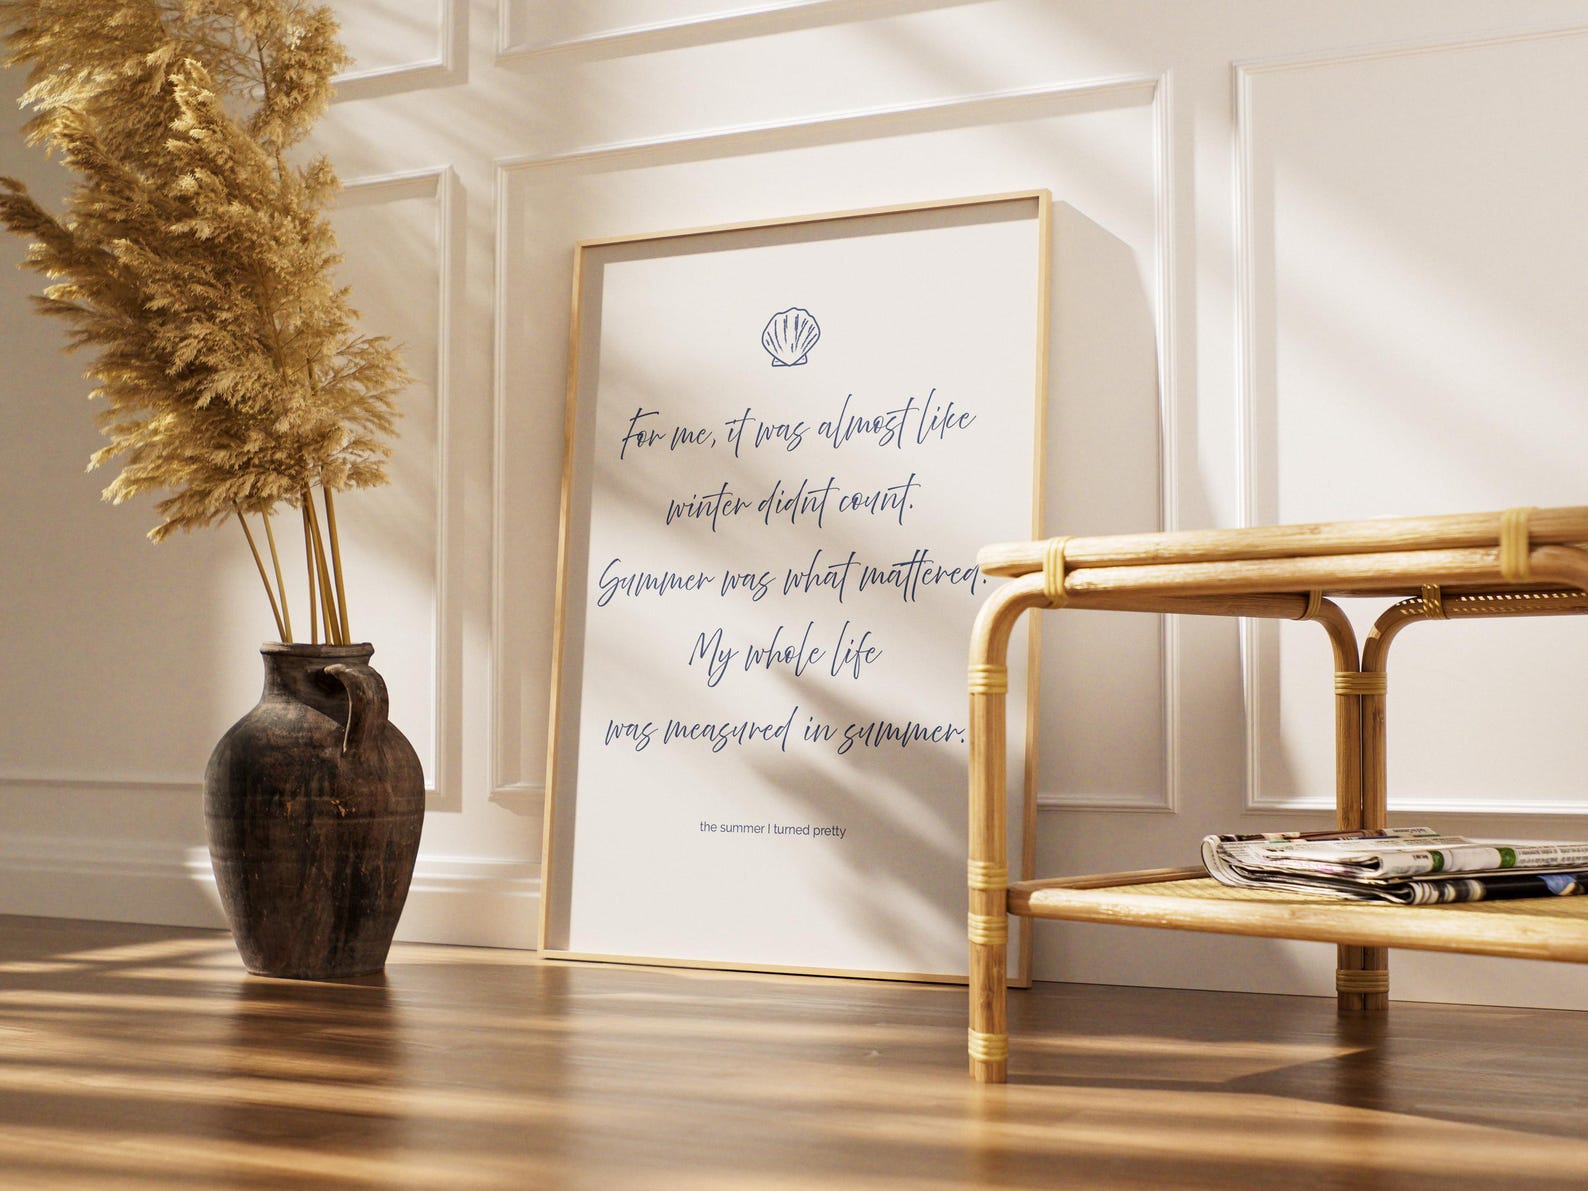 For me, it was almost like
winter didnt count.
Summer was what mattered.
My whole life
was measured in summer.
the summer I turned pretty